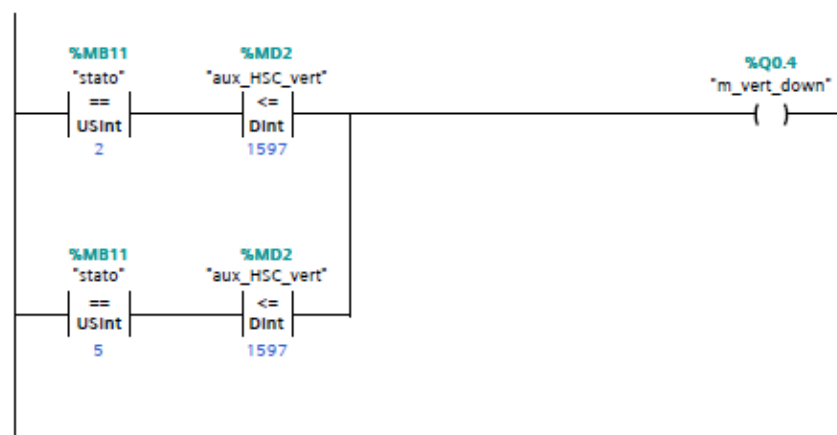 %MB11 %MD2
"stato" "aux_HSC_vert"
== <=
USInt DInt
2 1597
%Q0.4
"m_vert_down"
( )
%MB11 %MD2
"stato" "aux_HSC_vert"
== <=
USInt DInt
5 1597